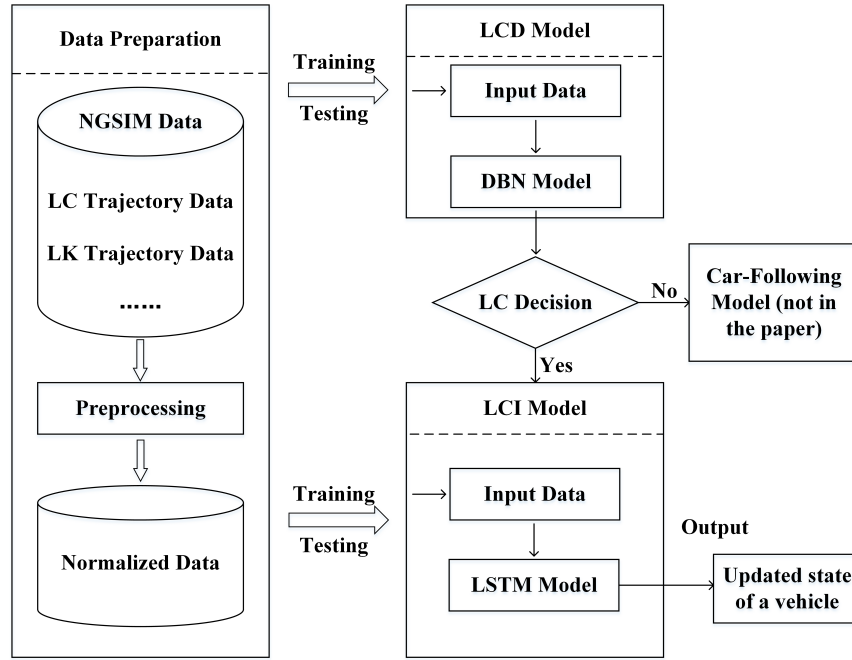 Data Preparation
NGSIM Data
LC Trajectory Data
LK Trajectory Data
......
Preprocessing
Normalized Data
Training
Testing
LCD Model
Input Data
DBN Model
LC Decision
No
Car-Following
Model (not in
the paper)
Yes
LCI Model
Training
Testing
Input Data
LSTM Model
Output
Updated state
of a vehicle